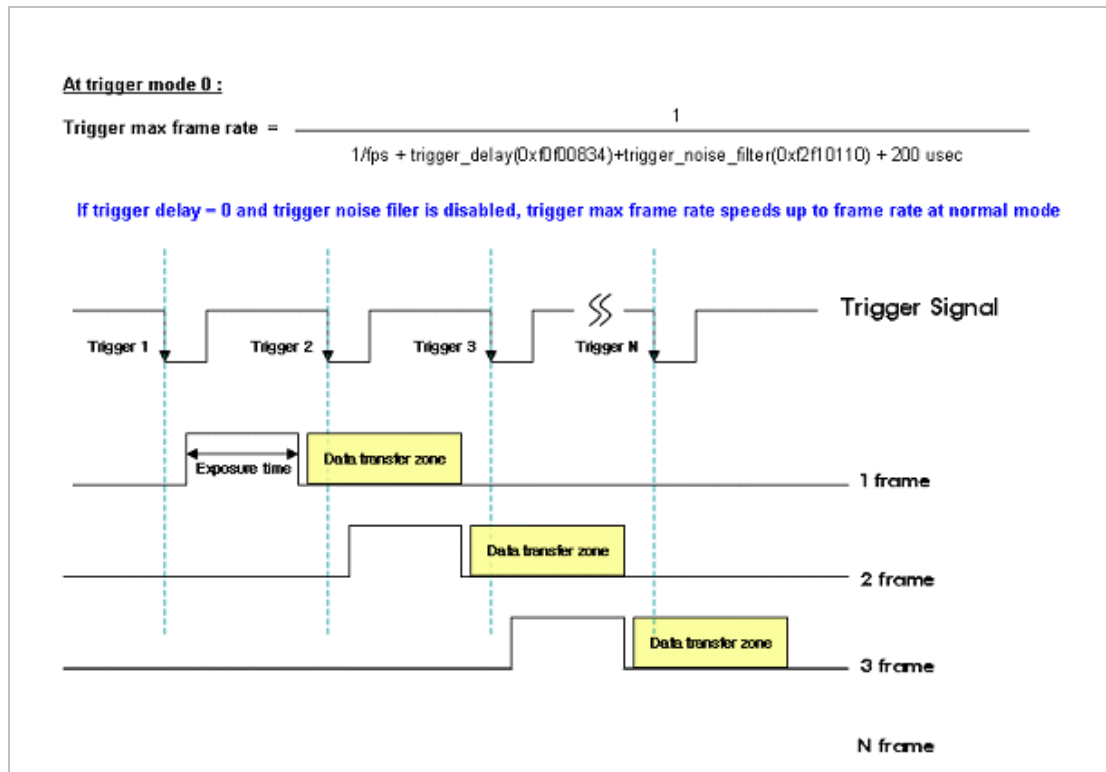 At trigger mode 0 :
1
Trigger max frame rate =
1/fps + trigger_delay(0xf0f00834)+trigger_noise_filter(0xf2f10110) + 200 usec
If trigger delay = 0 and trigger noise filer is disabled, trigger max frame rate speeds up to frame rate at normal mode
Trigger Signal
Trigger 1
Trigger 2
Trigger 3
Trigger N
Exposure time
Data transfer zone
1 frame
Data transfer zone
2 frame
Data transfer zone
3 frame
N frame